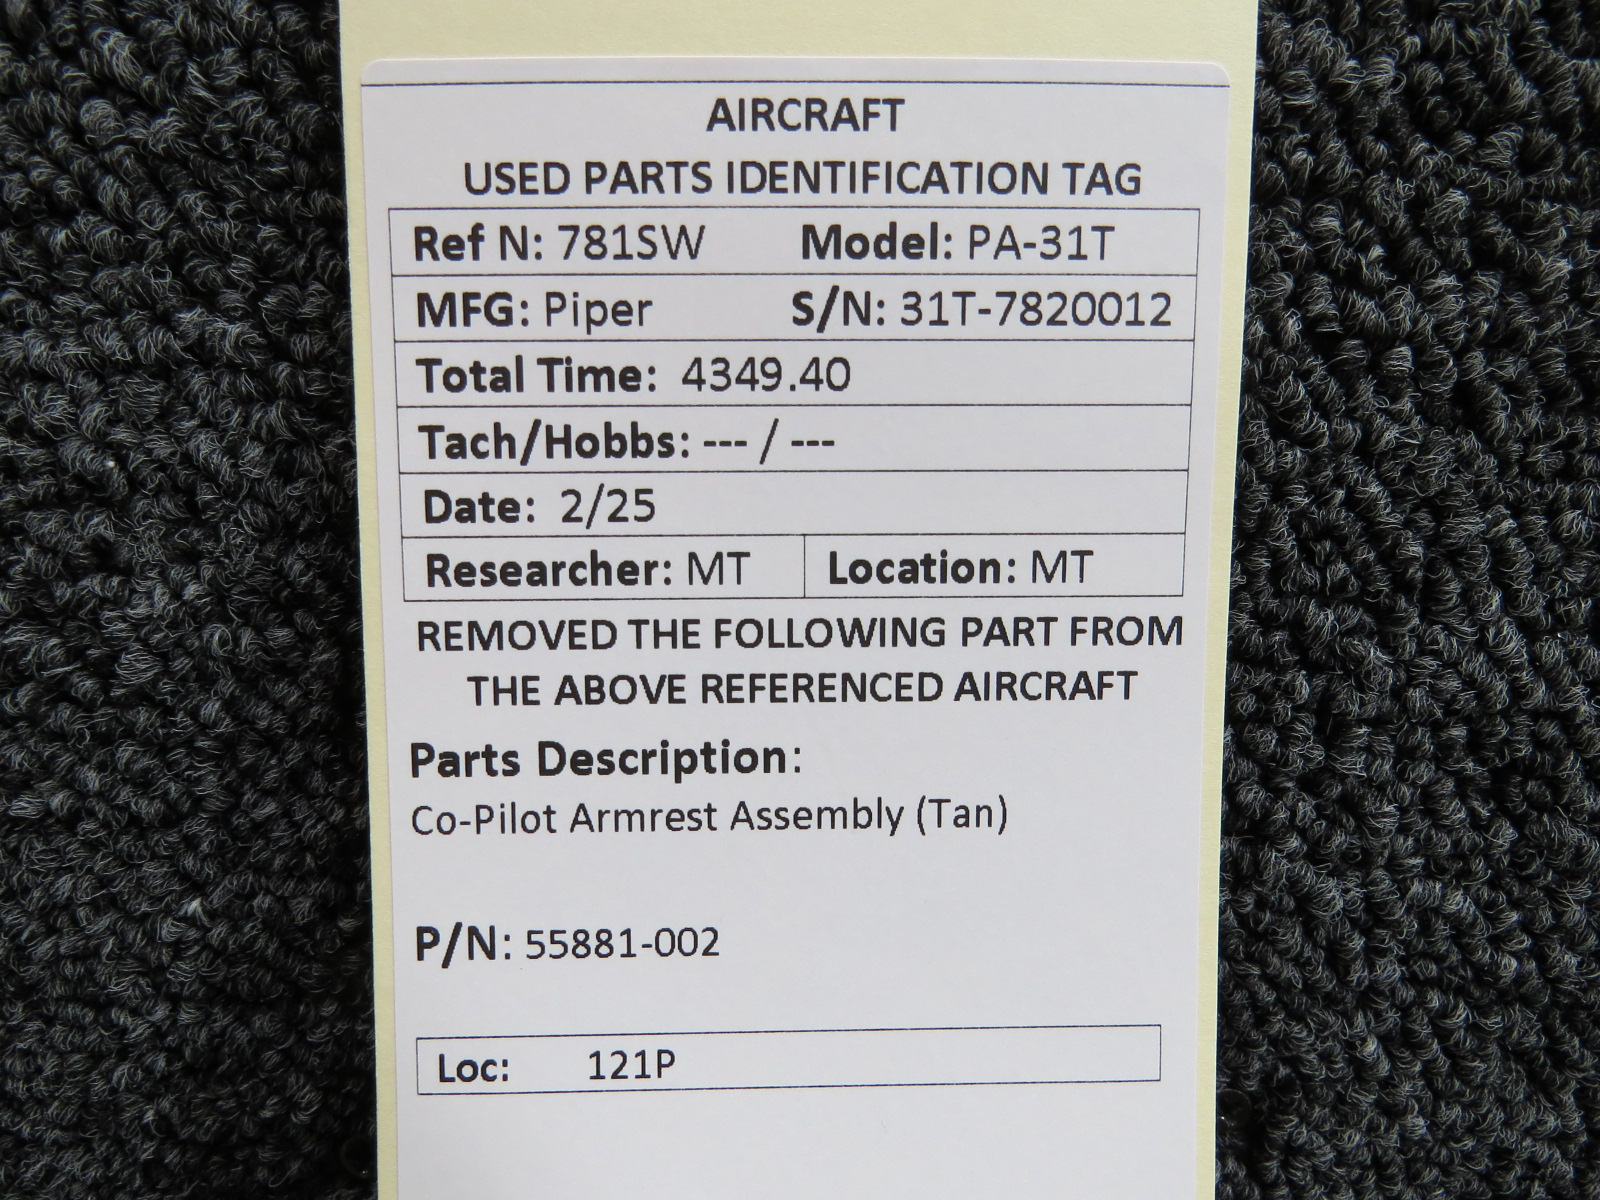 AIRCRAFT
USED PARTS IDENTIFICATION TAG
Ref N: 781SW Model: PA-31T
MFG: Piper S/N: 31T-7820012
Total Time: 4349.40
Tach/Hobbs: --- / ---
Date: 2/25
Researcher: MT Location: MT
REMOVED THE FOLLOWING PART FROM
THE ABOVE REFERENCED AIRCRAFT
Parts Description:
Co-Pilot Armrest Assembly (Tan)
P/N: 55881-002
Loc: 121P